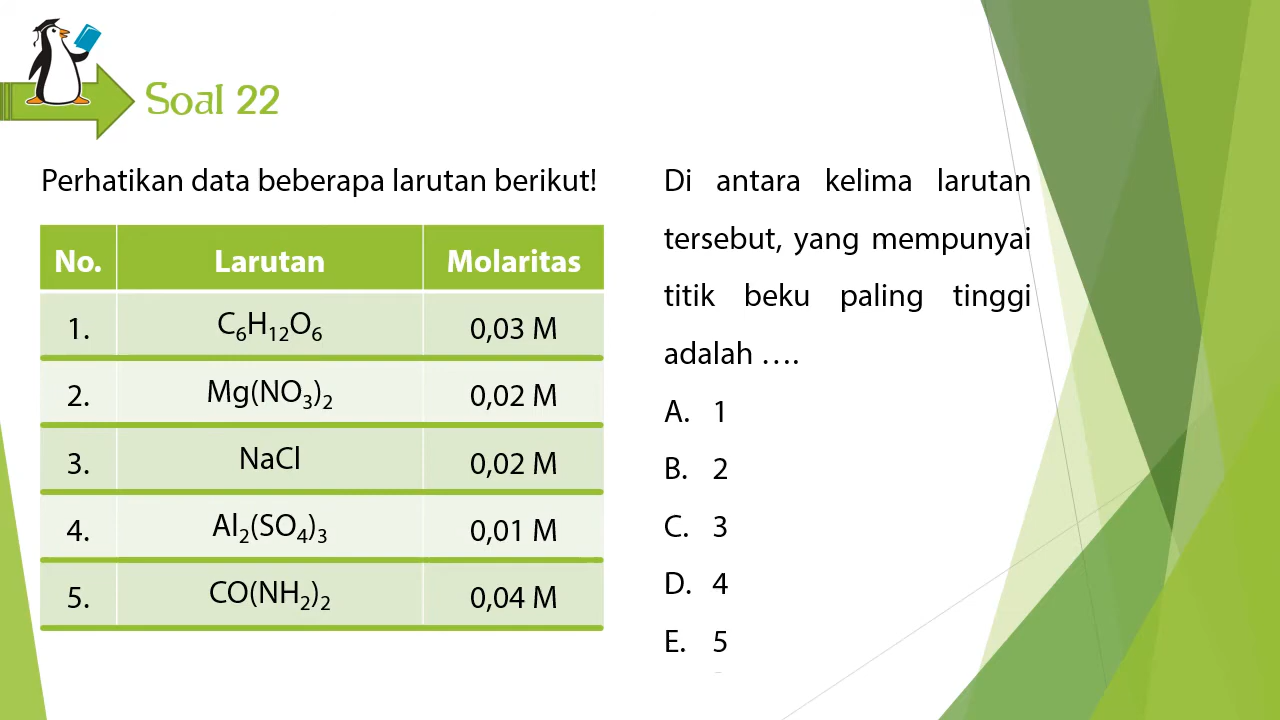 Soal 22
Perhatikan data beberapa larutan berikut!
No. Larutan Molaritas
1. C₆H₁₂O₆ 0,03 M
2. Mg(NO₃)₂ 0,02 M
3. NaCl 0,02 M
4. Al₂(SO₄)₃ 0,01 M
5. CO(NH₂)₂ 0,04 M
Di antara kelima larutan
tersebut, yang mempunyai
titik beku paling tinggi
adalah ….
A. 1
B. 2
C. 3
D. 4
E. 5